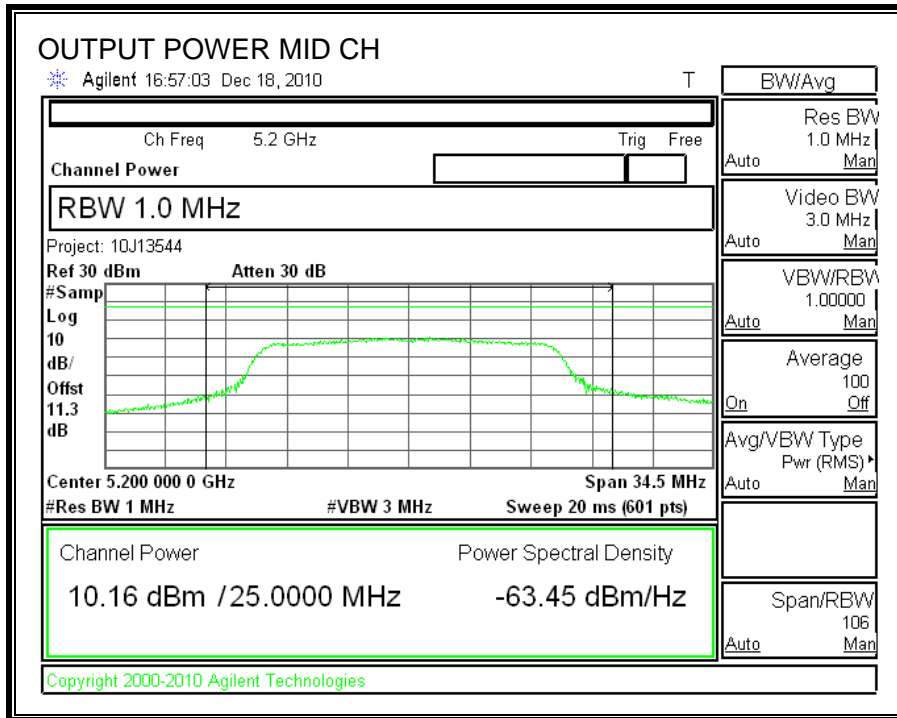 OUTPUT POWER MID CH
Agilent 16:57:03 Dec 18, 2010 T
Ch Freq 5.2 GHz Trig Free
Channel Power
RBW 1.0 MHz
Project: 10J13544
Ref 30 dBm Atten 30 dB
#Samp
Log
10
dB/
Offst
11.3
dB
Center 5.200 000 0 GHz Span 34.5 MHz
#Res BW 1 MHz #VBW 3 MHz Sweep 20 ms (601 pts)
Channel Power Power Spectral Density
10.16 dBm / 25.0000 MHz -63.45 dBm/Hz
Copyright 2000-2010 Agilent Technologies
BW/Avg
Res BW
1.0 MHz
Auto Man
Video BW
3.0 MHz
Auto Man
VBW/RBW
1.00000
Auto Man
Average
100
On Off
Avg/VBW Type
Pwr (RMS)
Auto Man
Span/RBW
106
Auto Man